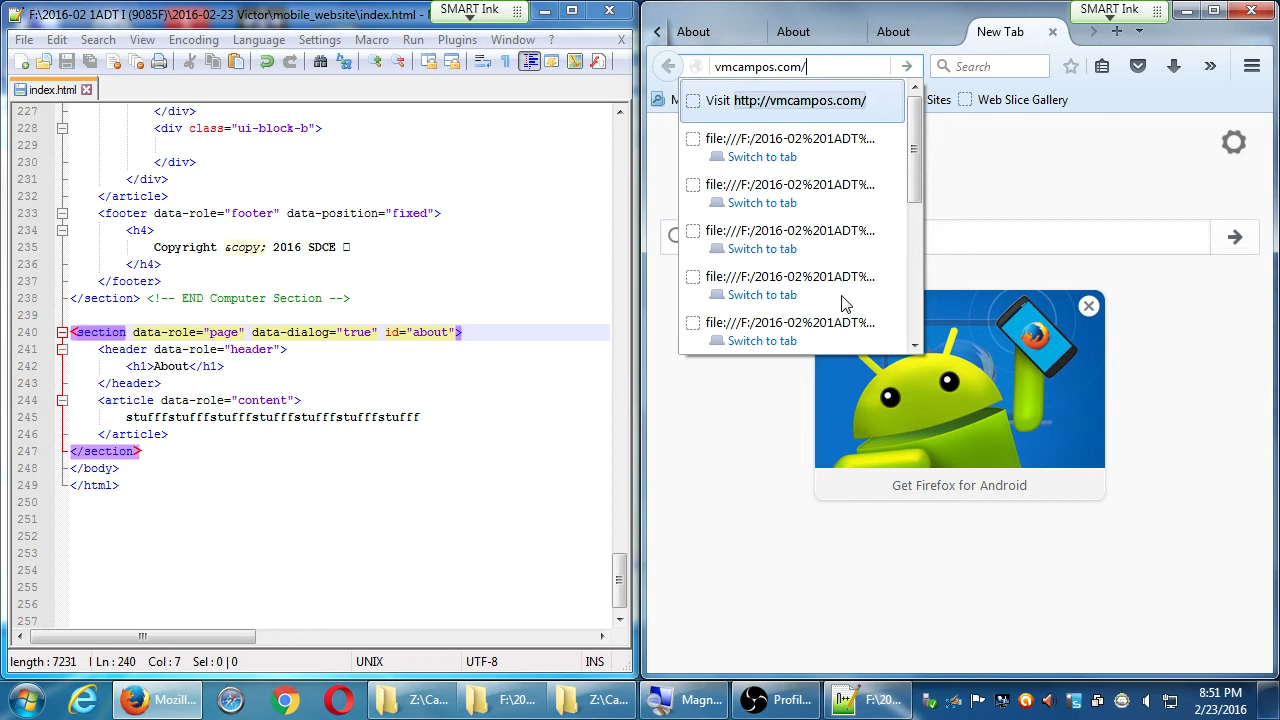 F:\2016-02 1ADT I (9085F)\2016-02-23 Victor\mobile_website\index.html - N
SMART Ink
File Edit Search View Encoding Language Settings Macro Run Plugins Window ? X
index.html
227 </div>
228 <div class="ui-block-b">
229
230 </div>
231 </div>
232 </article>
233 <footer data-role="footer" data-position="fixed">
234 <h4>
235 Copyright &copy; 2016 SDCE
236 </h4>
237 </footer>
238 </section> <!-- END Computer Section -->
239
240 <section data-role="page" data-dialog="true" id="about">
241 <header data-role="header">
242 <h1>About</h1>
243 </header>
244 <article data-role="content">
245 stufffstufffstufffstufffstufffstufffstufff
246 </article>
247 </section>
248 </body>
249 </html>
250
251
252
253
254
255
256
257
length : 7231 Ln : 240 Col : 7 Sel : 0 | 0 UNIX UTF-8 INS
SMART Ink
About About About New Tab
vmcampos.com/ Search
Sites Web Slice Gallery
Visit http://vmcampos.com/
file:///F:/2016-02%201ADT%...
Switch to tab
file:///F:/2016-02%201ADT%...
Switch to tab
file:///F:/2016-02%201ADT%...
Switch to tab
file:///F:/2016-02%201ADT%...
Switch to tab
file:///F:/2016-02%201ADT%...
Switch to tab
Get Firefox for Android
Mozill... Z:\Ca... F:\20... Z:\Ca... Magn... Profil... F:\20...
8:51 PM
2/23/2016